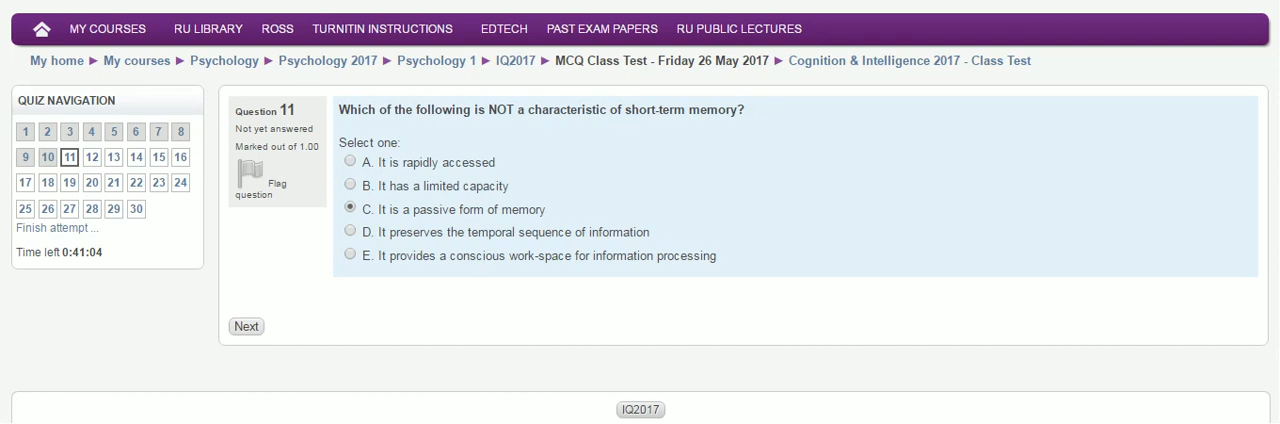 MY COURSES RU LIBRARY ROSS TURNITIN INSTRUCTIONS EDTECH PAST EXAM PAPERS RU PUBLIC LECTURES
My home ► My courses ► Psychology ► Psychology 2017 ► Psychology 1 ► IQ2017 ► MCQ Class Test - Friday 26 May 2017 ► Cognition & Intelligence 2017 - Class Test
QUIZ NAVIGATION
1 2 3 4 5 6 7 8
9 10 11 12 13 14 15 16
17 18 19 20 21 22 23 24
25 26 27 28 29 30
Finish attempt ...
Time left 0:41:04
Question 11
Not yet answered
Marked out of 1.00
Flag
question
Which of the following is NOT a characteristic of short-term memory?
Select one:
A. It is rapidly accessed
B. It has a limited capacity
C. It is a passive form of memory
D. It preserves the temporal sequence of information
E. It provides a conscious work-space for information processing
Next
IQ2017